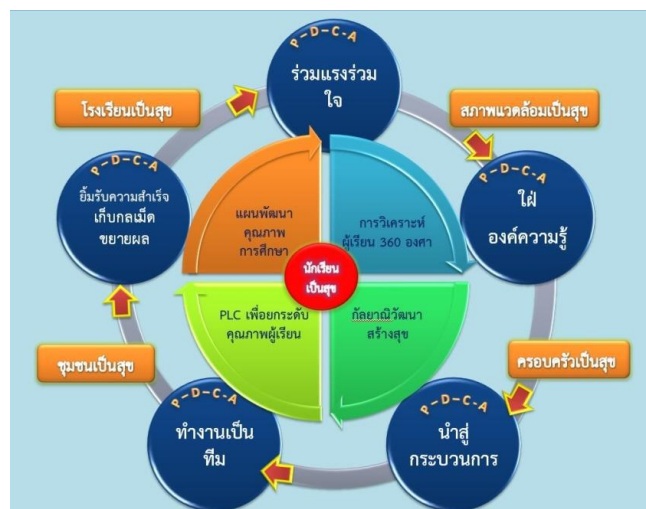 P-D-C-A
ร่วมแรงร่วม
ใจ
โรงเรียนเป็นสุข
สภาพแวดล้อมเป็นสุข
P-D-C-A
ยิ้มรับความสำเร็จ
เก็บกลเม็ด
ขยายผล
P-D-C-A
ใฝ่
องค์ความรู้
แผนพัฒนา
คุณภาพ
การศึกษา
การวิเคราะห์
ผู้เรียน 360 องศา
นักเรียน
เป็นสุข
PLC เพื่อยกระดับ
คุณภาพผู้เรียน
กัลยาณิวัฒนา
สร้างสุข
ชุมชนเป็นสุข
ครอบครัวเป็นสุข
P-D-C-A
ทำงานเป็น
ทีม
P-D-C-A
นำสู่
กระบวนการ